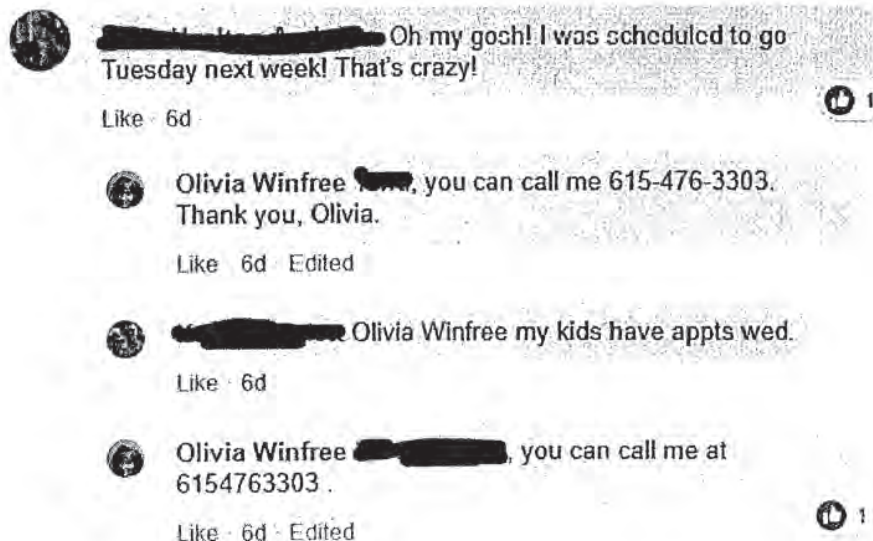 Oh my gosh! I was scheduled to go
Tuesday next week! That's crazy!
Like · 6d
1
Olivia Winfree , you can call me 615-476-3303.
Thank you, Olivia.
Like · 6d · Edited
Olivia Winfree my kids have appts wed.
Like · 6d
Olivia Winfree , you can call me at
6154763303 .
Like · 6d · Edited
1